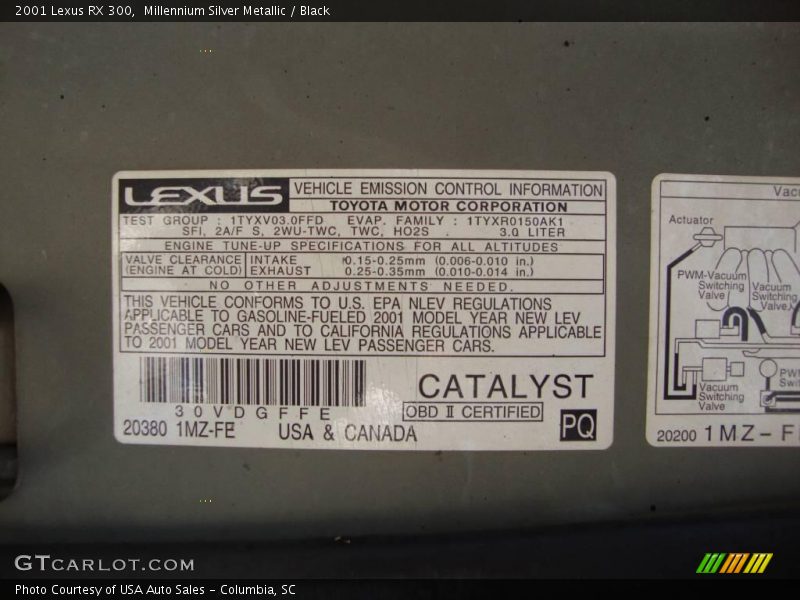 2001 Lexus RX 300, Millennium Silver Metallic / Black
LEXUS VEHICLE EMISSION CONTROL INFORMATION
TOYOTA MOTOR CORPORATION
TEST GROUP : 1TYXV03.0FFD EVAP. FAMILY : 1TYXR0150AK1
SFI, 2A/F S, 2WU-TWC, TWC, HO2S . 3.0 LITER
ENGINE TUNE-UP SPECIFICATIONS FOR ALL ALTITUDES
VALVE CLEARANCE INTAKE 0.15-0.25mm (0.006-0.010 in.)
(ENGINE AT COLD) EXHAUST 0.25-0.35mm (0.010-0.014 in.)
NO OTHER ADJUSTMENTS NEEDED.
THIS VEHICLE CONFORMS TO U.S. EPA NLEV REGULATIONS
APPLICABLE TO GASOLINE-FUELED 2001 MODEL YEAR NEW LEV
PASSENGER CARS AND TO CALIFORNIA REGULATIONS APPLICABLE
TO 2001 MODEL YEAR NEW LEV PASSENGER CARS.
CATALYST
30VDGFFE
OBD II CERTIFIED
20380 1MZ-FE USA & CANADA
PQ
Vac
Actuator
PWM-Vacuum
Switching
Valve
Vacuum
Switching
Valve
PWM
Swit
Vacuum
Switching
Valve
20200 1MZ-F
GTCARLOT.COM
Photo Courtesy of USA Auto Sales - Columbia, SC